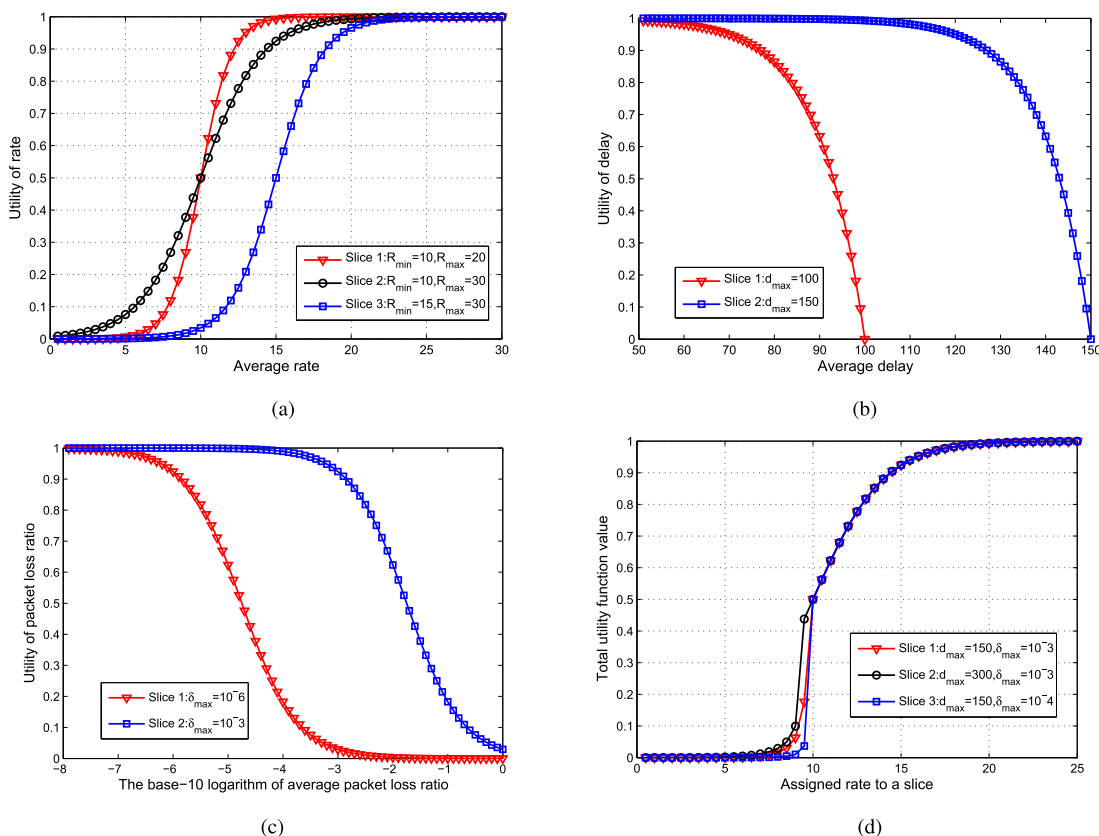 1
0.9
0.8
0.7
0.6
0.5
0.4
0.3
0.2
0.1
0
Utility of rate
Slice 1:R_min=10,R_max=20
Slice 2:R_min=10,R_max=30
Slice 3:R_min=15,R_max=30
0 5 10 15 20 25 30
Average rate
(a)
1
0.9
0.8
0.7
0.6
0.5
0.4
0.3
0.2
0.1
0
Utility of delay
Slice 1:d_max=100
Slice 2:d_max=150
50 60 70 80 90 100 110 120 130 140 150
Average delay
(b)
1
0.9
0.8
0.7
0.6
0.5
0.4
0.3
0.2
0.1
0
Utility of packet loss ratio
Slice 1:δ_max=10^-6
Slice 2:δ_max=10^-3
−8 −7 −6 −5 −4 −3 −2 −1 0
The base−10 logarithm of average packet loss ratio
(c)
1
0.9
0.8
0.7
0.6
0.5
0.4
0.3
0.2
0.1
0
Total utility function value
Slice 1:d_max=150,δ_max=10^-3
Slice 2:d_max=300,δ_max=10^-3
Slice 3:d_max=150,δ_max=10^-4
0 5 10 15 20 25
Assigned rate to a slice
(d)